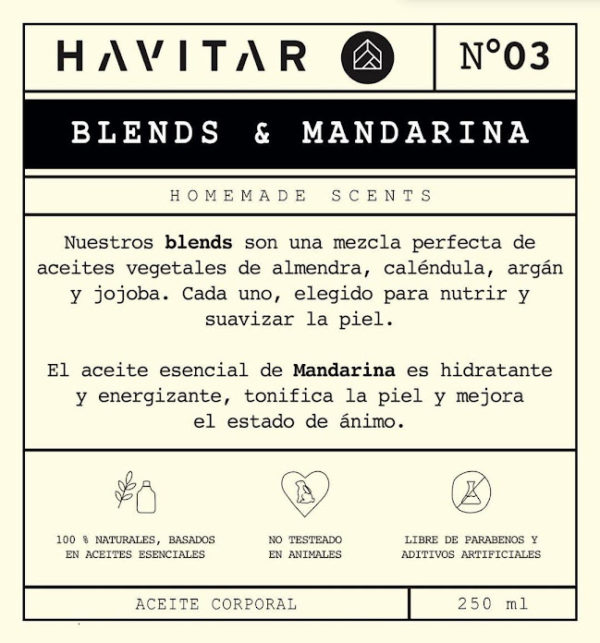 HAVITAR
Nº03
BLENDS & MANDARINA
HOMEMADE SCENTS
Nuestros blends son una mezcla perfecta de
aceites vegetales de almendra, caléndula, argán
y jojoba. Cada uno, elegido para nutrir y
suavizar la piel.
El aceite esencial de Mandarina es hidratante
y energizante, tonifica la piel y mejora
el estado de ánimo.
100 % NATURALES, BASADOS
EN ACEITES ESENCIALES
NO TESTEADO
EN ANIMALES
LIBRE DE PARABENOS Y
ADITIVOS ARTIFICIALES
ACEITE CORPORAL
250 ml